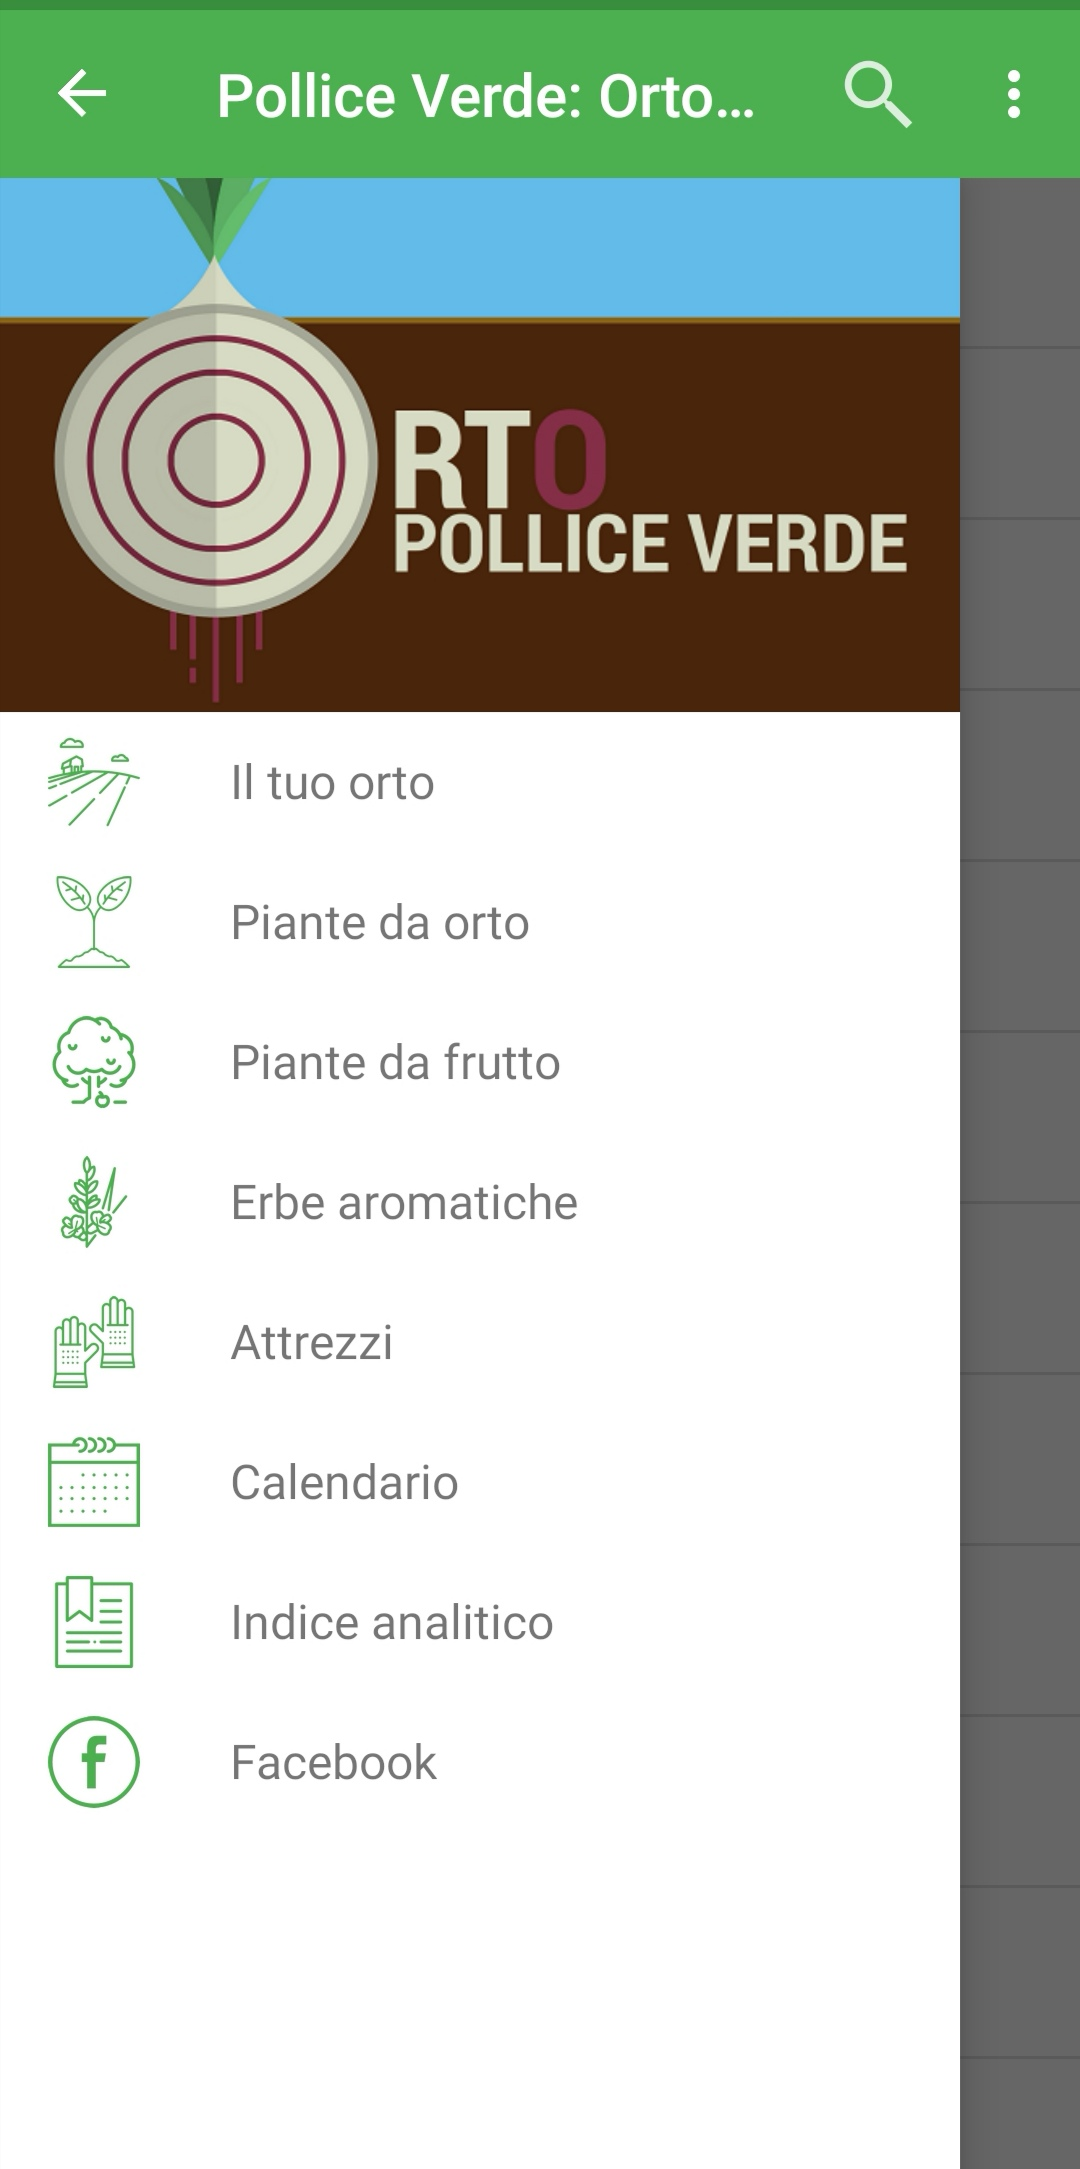 Pollice Verde: Orto...
RTO
POLLICE VERDE
Il tuo orto
Piante da orto
Piante da frutto
Erbe aromatiche
Attrezzi
Calendario
Indice analitico
Facebook